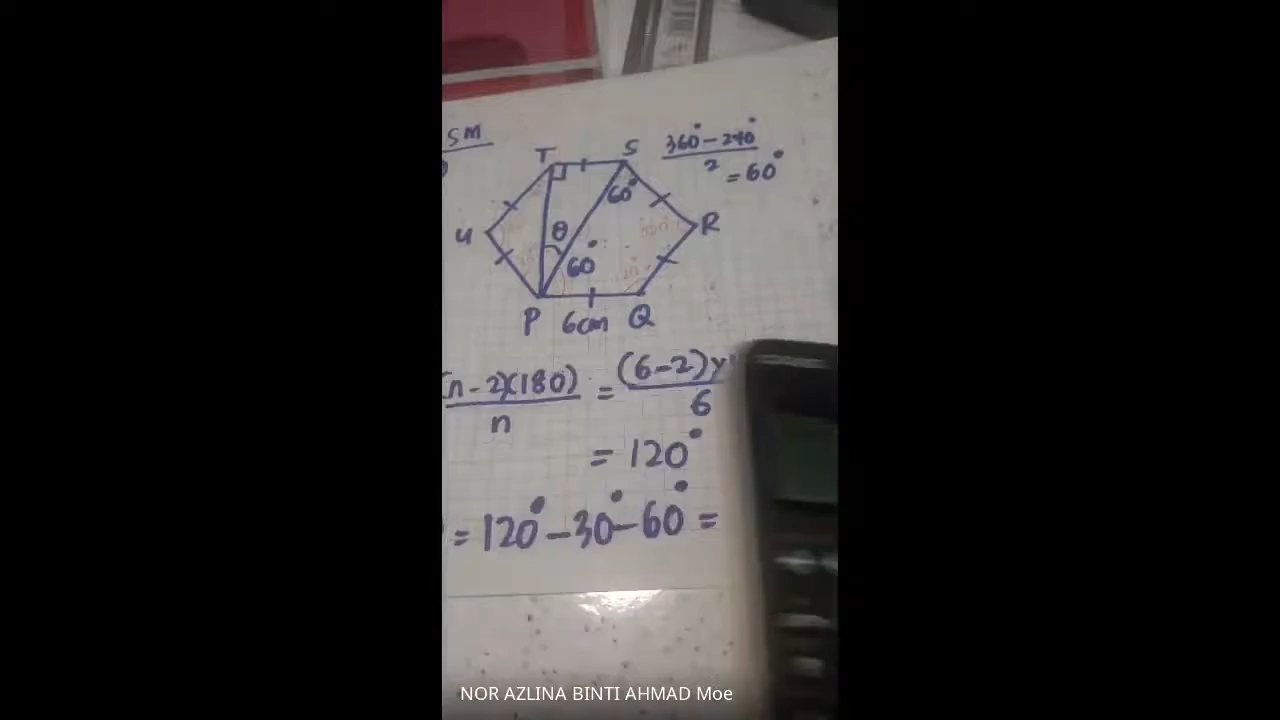 5M
T
S
360° - 240°
2
= 60°
60°
U
θ
R
60°
P
6cm
Q
(n-2)(180)
n
= (6-2)
6
= 120°
= 120° - 30° - 60° =
NOR AZLINA BINTI AHMAD Moe